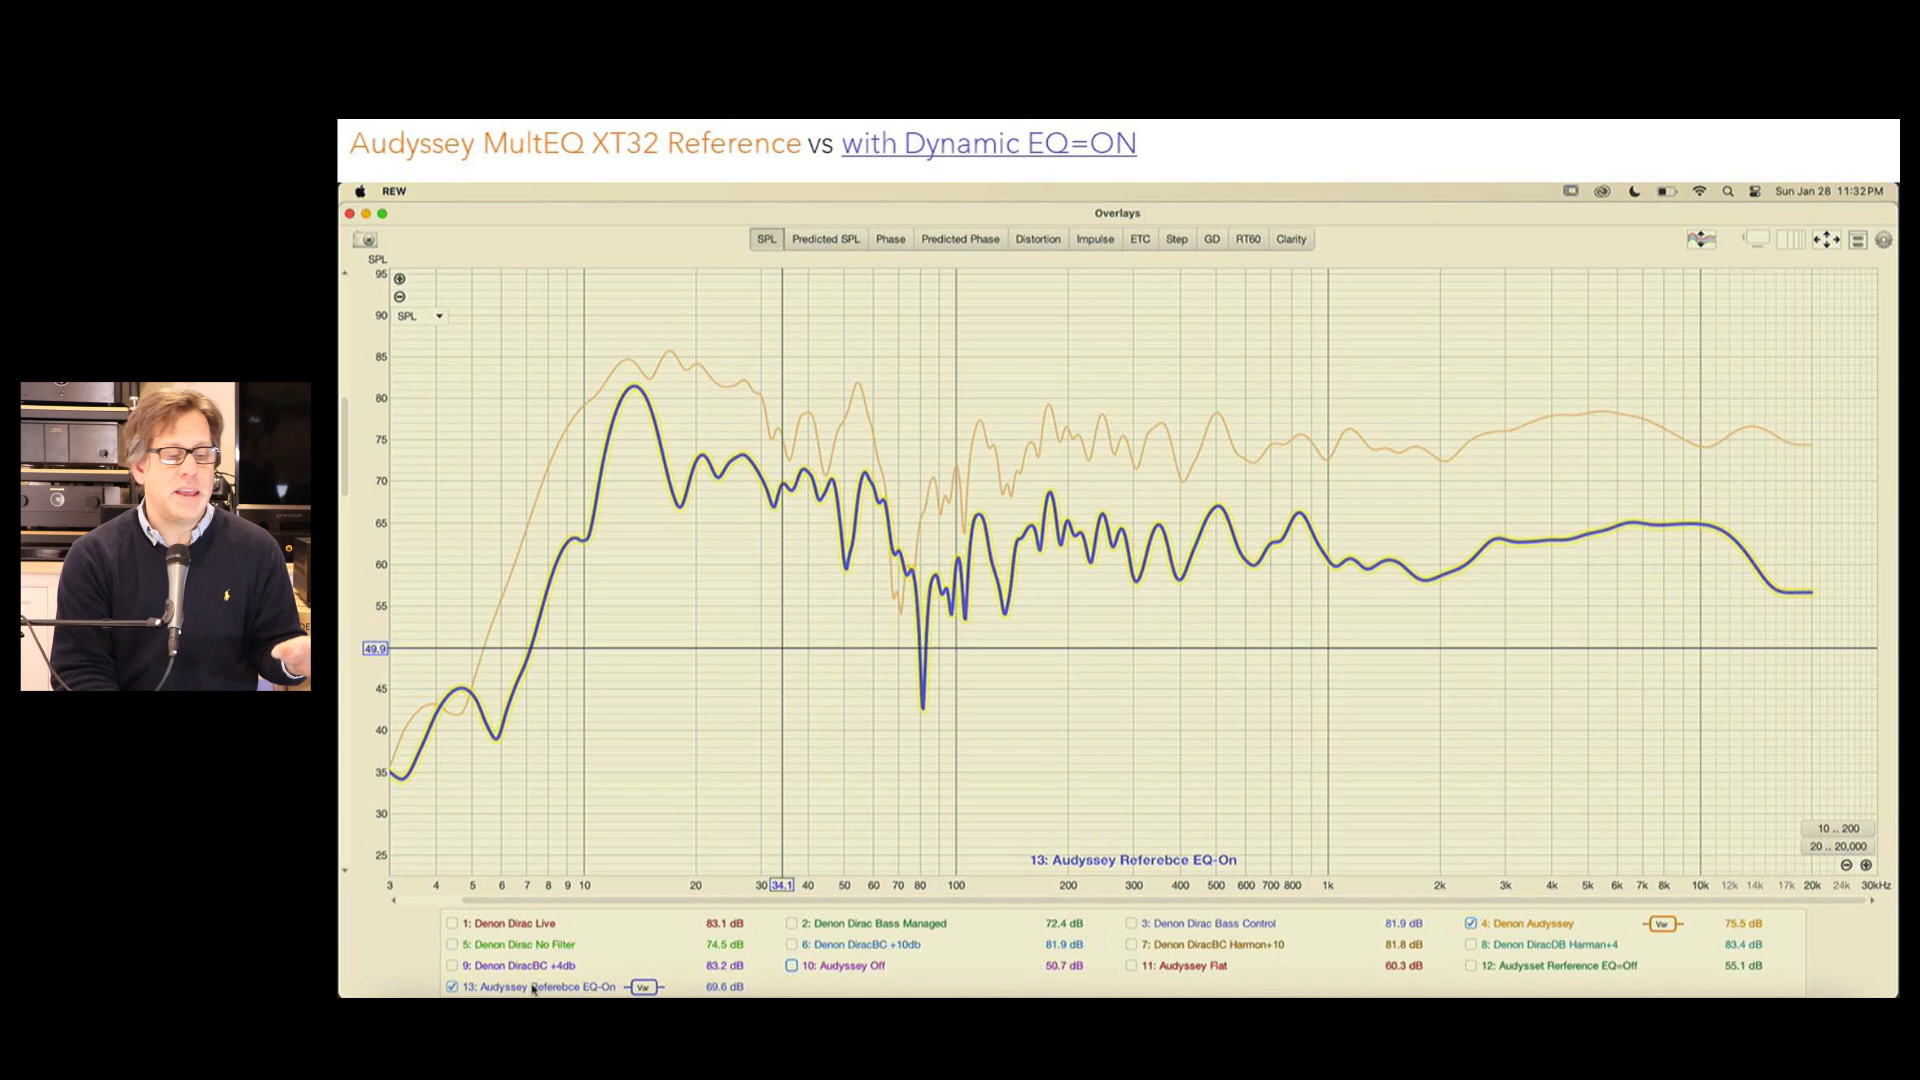 Audyssey MultEQ XT32 Reference vs with Dynamic EQ=ON
REW
Sun Jan 28 11:32 PM
Overlays
SPL Predicted SPL Phase Predicted Phase Distortion Impulse ETC Step GD RT60 Clarity
SPL
95
90 SPL
85
80
75
70
65
60
55
49.9
45
40
35
30
25
10 .. 200
20 .. 20,000
13: Audyssey Referebce EQ-On
3 4 5 6 7 8 9 10 20 30 34.1 40 50 60 70 80 100 200 300 400 500 600 700 800 1k 2k 3k 4k 5k 6k 7k 8k 10k 12k 14k 17k 20k 24k 30kHz
1: Denon Dirac Live 83.1 dB 2: Denon Dirac Bass Managed 72.4 dB 3: Denon Dirac Bass Control 81.9 dB 4: Denon Audyssey Var 75.5 dB
5: Denon Dirac No Filter 74.5 dB 6: Denon DiracBC +10db 81.9 dB 7: Denon DiracBC Harmon+10 81.8 dB 8: Denon DiracDB Harman+4 83.4 dB
9: Denon DiracBC +4db 83.2 dB 10: Audyssey Off 50.7 dB 11: Audyssey Flat 60.3 dB 12: Audysset Rerference EQ=Off 55.1 dB
13: Audyssey Referebce EQ-On Var 69.6 dB